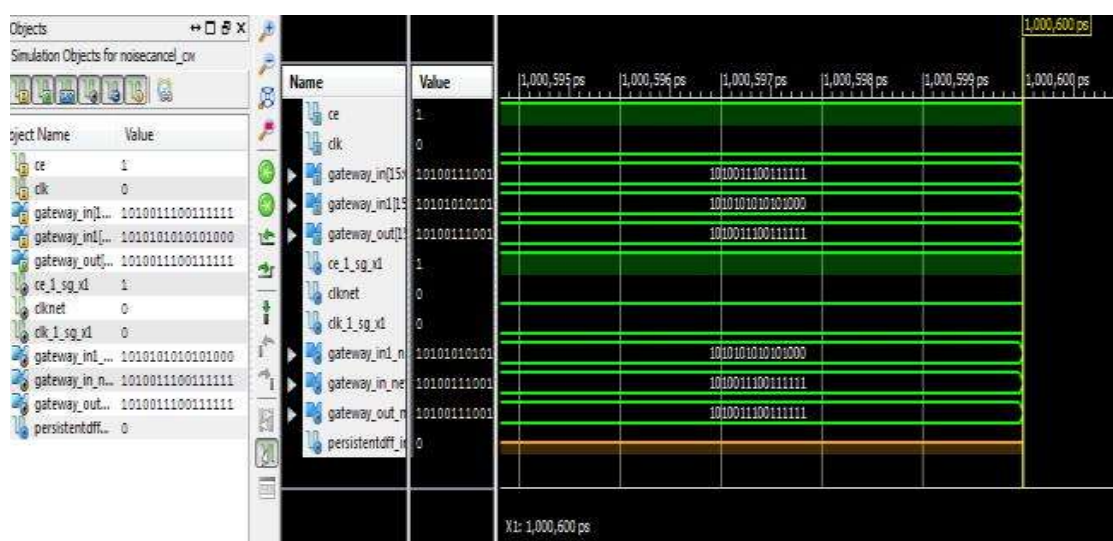 Objects
Simulation Objects for noisecancel_cw
Object Name Value
ce 1
clk 0
gateway_in[1... 1010011100111111
gateway_in1[... 1010101010101000
gateway_out[... 1010011100111111
ce_1_sg_x1 1
clknet 0
clk_1_sg_x1 0
gateway_in1_... 1010101010101000
gateway_in_n... 1010011100111111
gateway_out... 1010011100111111
persistentdff... 0
1,000,600 ps
Name Value
1,000,595 ps 1,000,596 ps 1,000,597 ps 1,000,598 ps 1,000,599 ps 1,000,600 ps
ce 1
clk 0
gateway_in[15: 10100111001 1010011100111111
gateway_in1[15 10101010101 1010101010101000
gateway_out[15 10100111001 1010011100111111
ce_1_sg_x1 1
clknet 0
clk_1_sg_x1 0
gateway_in1_n 10101010101 1010101010101000
gateway_in_ne 10100111001 1010011100111111
gateway_out_n 10100111001 1010011100111111
persistentdff_in 0
X1: 1,000,600 ps